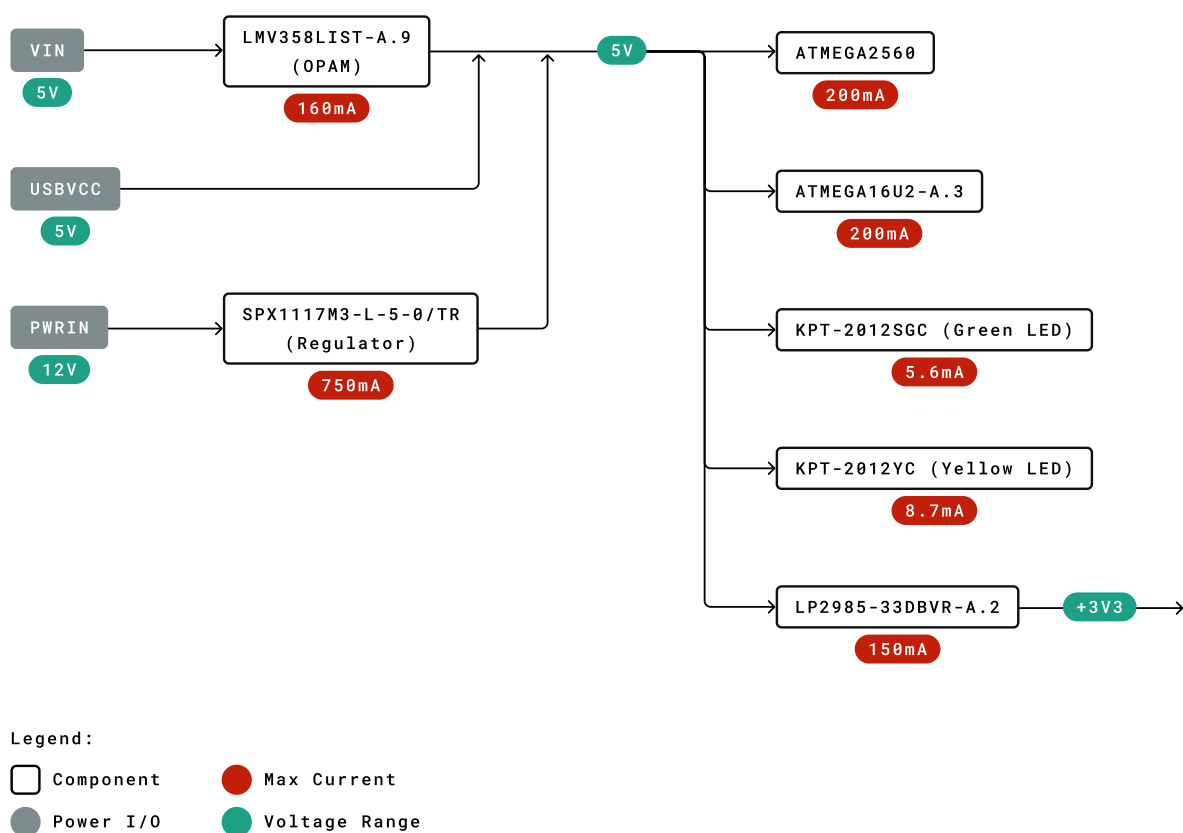 VIN
5V
LMV358LIST-A.9
(OPAM)
160mA
5V
ATMEGA2560
200mA
USBVCC
5V
ATMEGA16U2-A.3
200mA
PWRIN
12V
SPX1117M3-L-5-0/TR
(Regulator)
750mA
KPT-2012SGC (Green LED)
5.6mA
KPT-2012YC (Yellow LED)
8.7mA
LP2985-33DBVR-A.2
150mA
+3V3
Legend:
Component
Max Current
Power I/O
Voltage Range